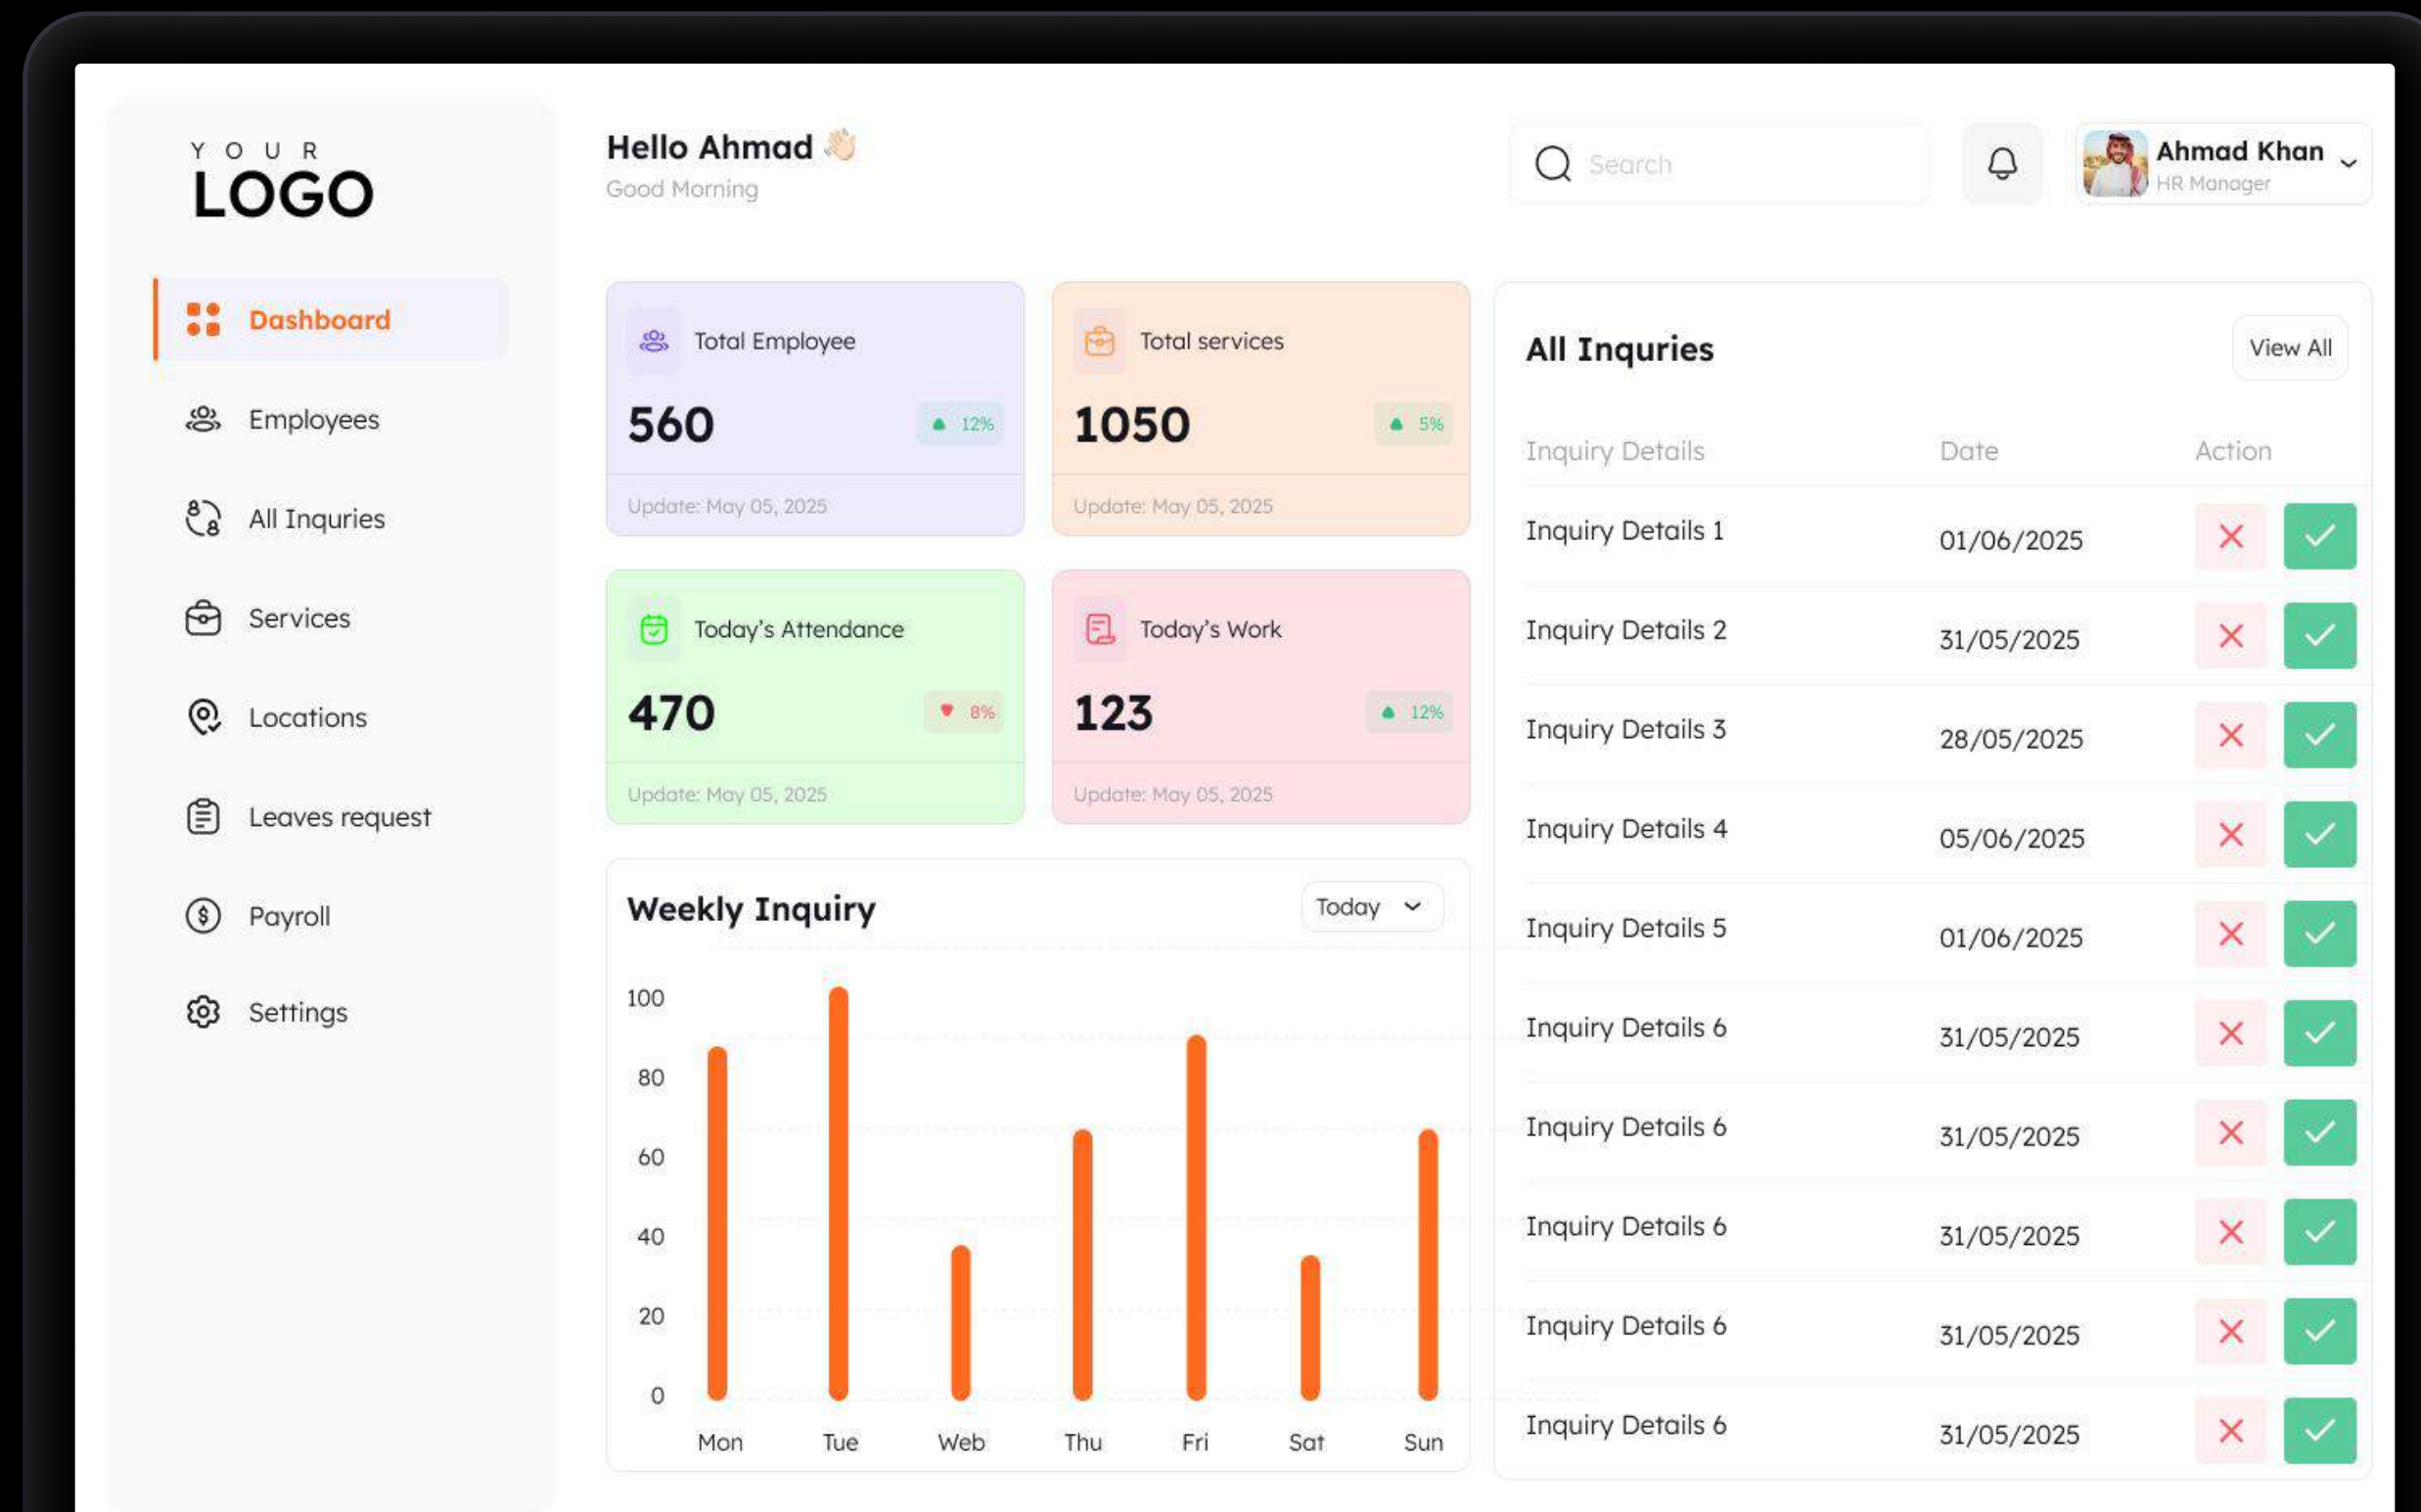 YOUR
LOGO
Dashboard
Employees
All Inquries
Services
Locations
Leaves request
Payroll
Settings
Hello Ahmad 👋🏻
Good Morning
Search
Ahmad Khan
HR Manager
Total Employee
560
12%
Update: May 05, 2025
Total services
1050
5%
Update: May 05, 2025
Today's Attendance
470
8%
Update: May 05, 2025
Today's Work
123
12%
Update: May 05, 2025
Weekly Inquiry
Today
100
80
60
40
20
0
Mon Tue Web Thu Fri Sat Sun
All Inquries
View All
Inquiry Details Date Action
Inquiry Details 1 01/06/2025
Inquiry Details 2 31/05/2025
Inquiry Details 3 28/05/2025
Inquiry Details 4 05/06/2025
Inquiry Details 5 01/06/2025
Inquiry Details 6 31/05/2025
Inquiry Details 6 31/05/2025
Inquiry Details 6 31/05/2025
Inquiry Details 6 31/05/2025
Inquiry Details 6 31/05/2025